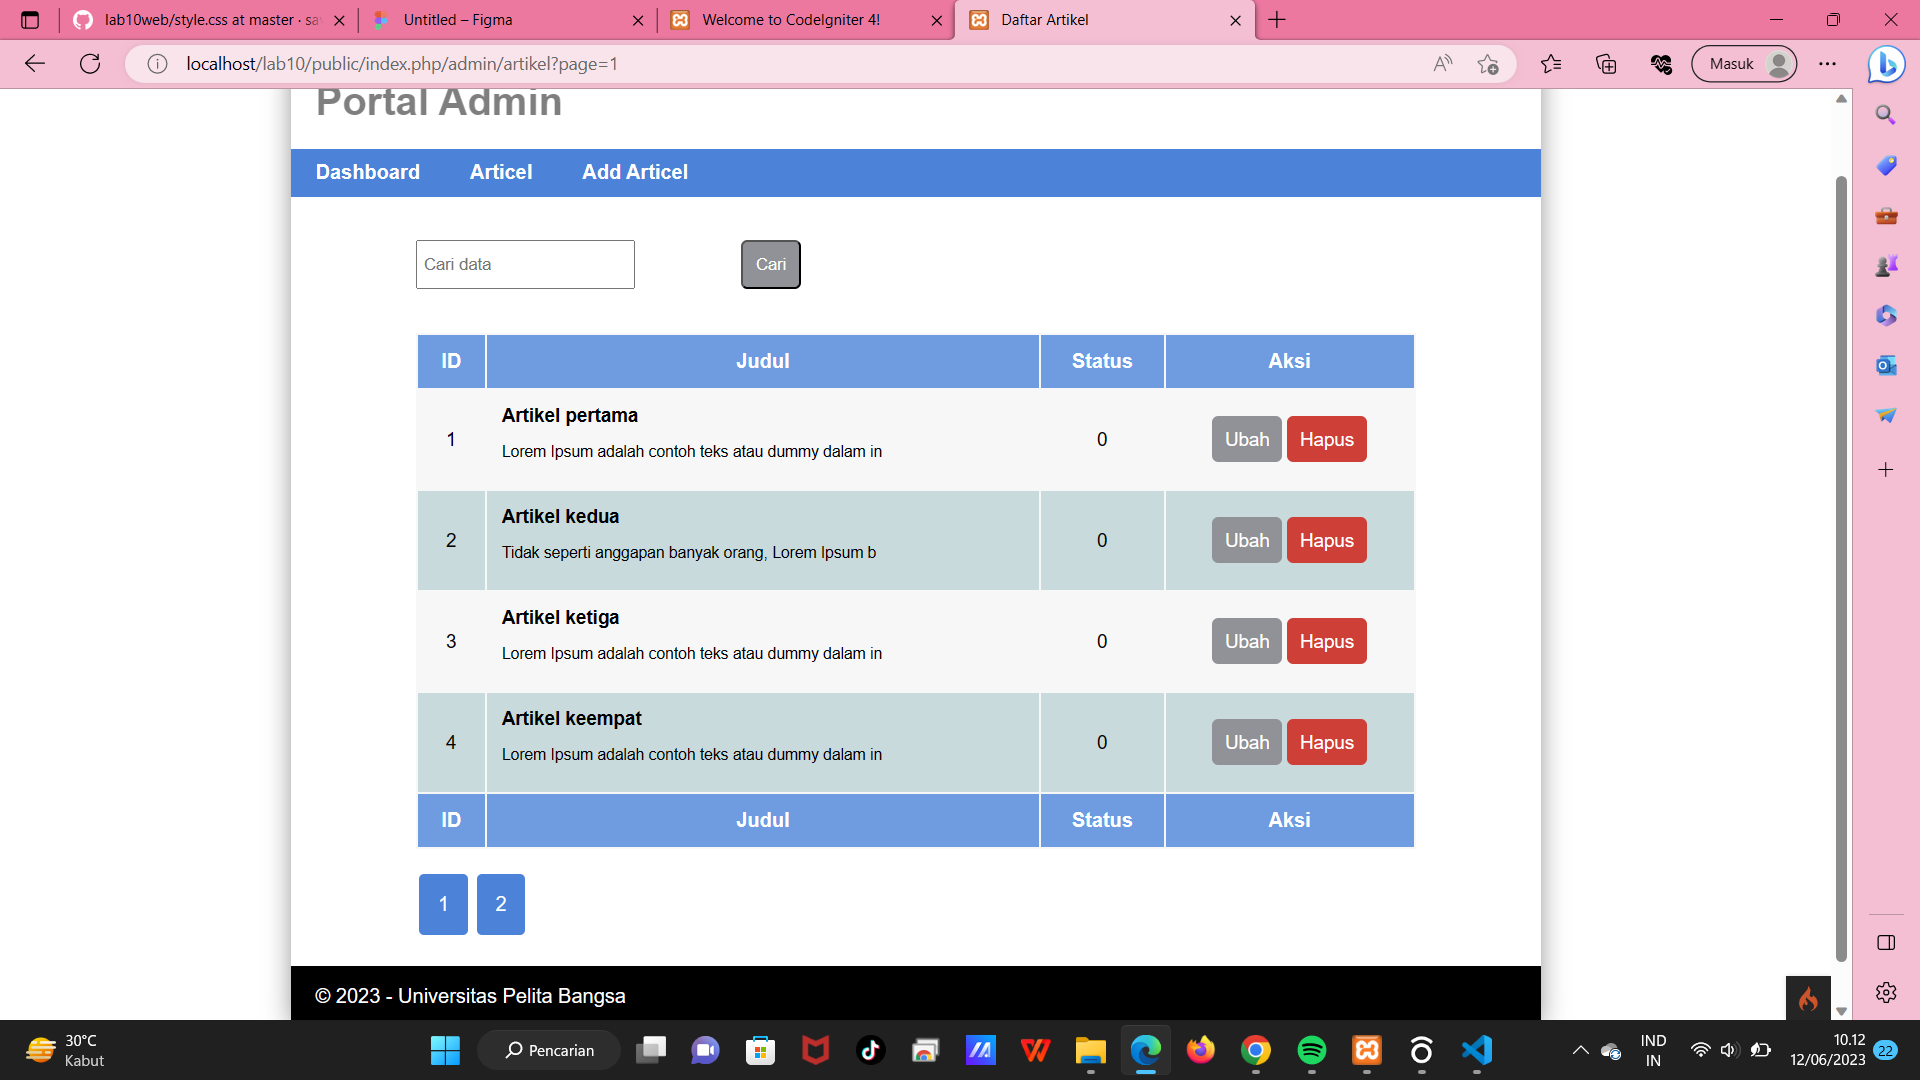 lab10web/style.css at master · sa
Untitled – Figma
Welcome to CodeIgniter 4!
Daftar Artikel
localhost/lab10/public/index.php/admin/artikel?page=1
Masuk
Portal Admin
Dashboard Articel Add Articel
Cari data Cari
ID Judul Status Aksi
Artikel pertama
1 0 Ubah Hapus
Lorem Ipsum adalah contoh teks atau dummy dalam in
Artikel kedua
2 0 Ubah Hapus
Tidak seperti anggapan banyak orang, Lorem Ipsum b
Artikel ketiga
3 0 Ubah Hapus
Lorem Ipsum adalah contoh teks atau dummy dalam in
Artikel keempat
4 0 Ubah Hapus
Lorem Ipsum adalah contoh teks atau dummy dalam in
ID Judul Status Aksi
1 2
© 2023 - Universitas Pelita Bangsa
30°C
Kabut
Pencarian
IND
IN
10.12
12/06/2023
22